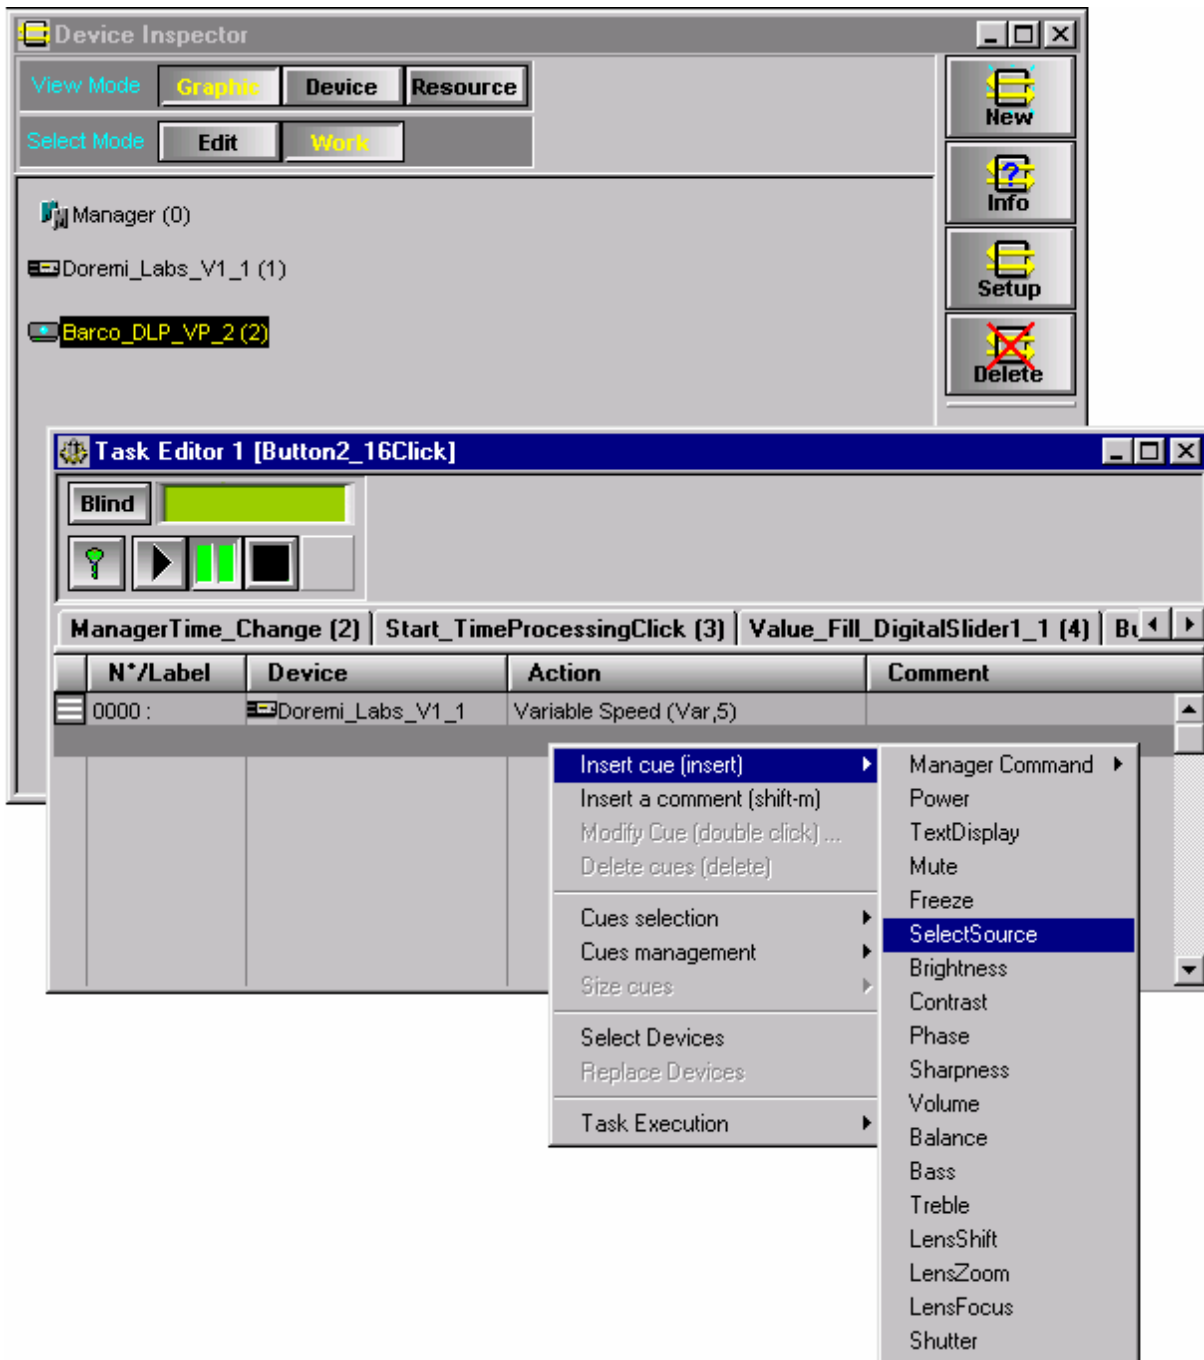 Device Inspector
View Mode Graphic Device Resource
Select Mode Edit Work
New
Info
Setup
Delete
Manager (0)
Doremi_Labs_V1_1 (1)
Barco_DLP_VP_2 (2)
Task Editor 1 [Button2_16Click]
Blind
ManagerTime_Change (2) Start_TimeProcessingClick (3) Value_Fill_DigitalSlider1_1 (4)
N°/Label Device Action Comment
0000 : Doremi_Labs_V1_1 Variable Speed (Var,5)
Insert cue (insert)
Insert a comment (shift-m)
Modify Cue (double click) ...
Delete cues (delete)
Cues selection
Cues management
Size cues
Select Devices
Replace Devices
Task Execution
Manager Command
Power
TextDisplay
Mute
Freeze
SelectSource
Brightness
Contrast
Phase
Sharpness
Volume
Balance
Bass
Treble
LensShift
LensZoom
LensFocus
Shutter